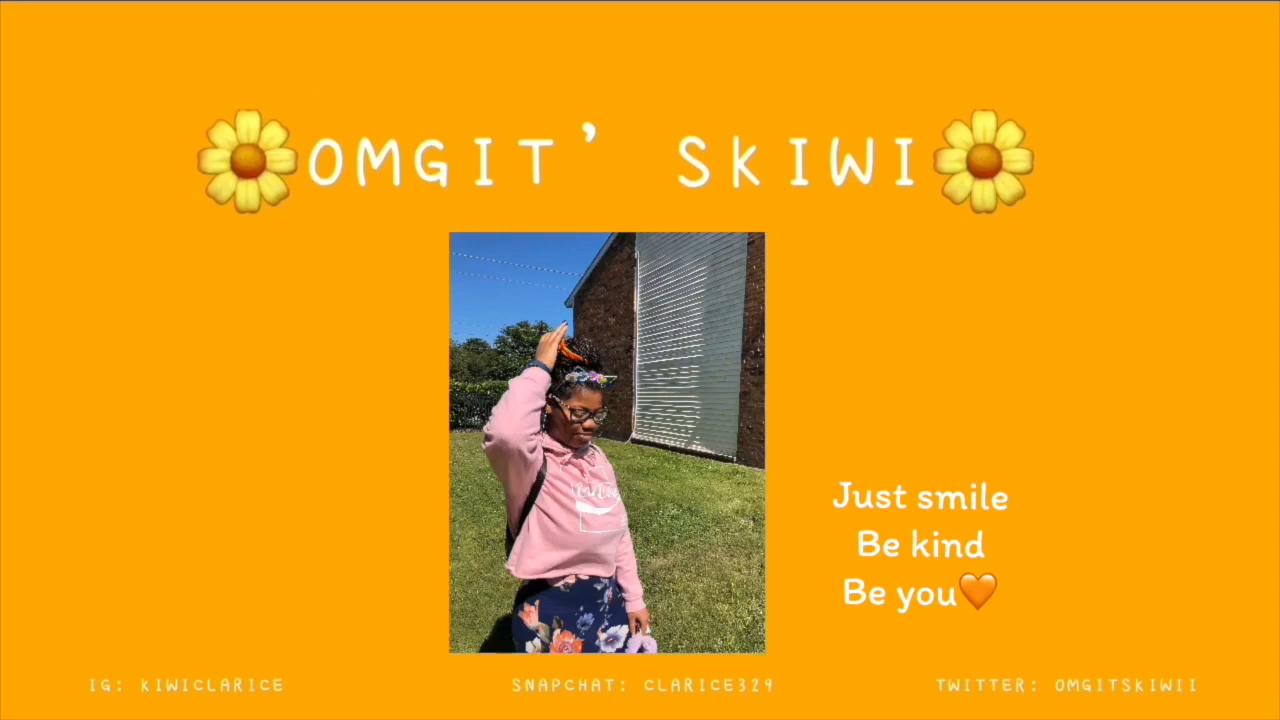 OMGIT' SKIWI
Just smile
Be kind
Be you🧡
IG: KIWICLARICE
SNAPCHAT: CLARICE329
TWITTER: OMGITSKIWII